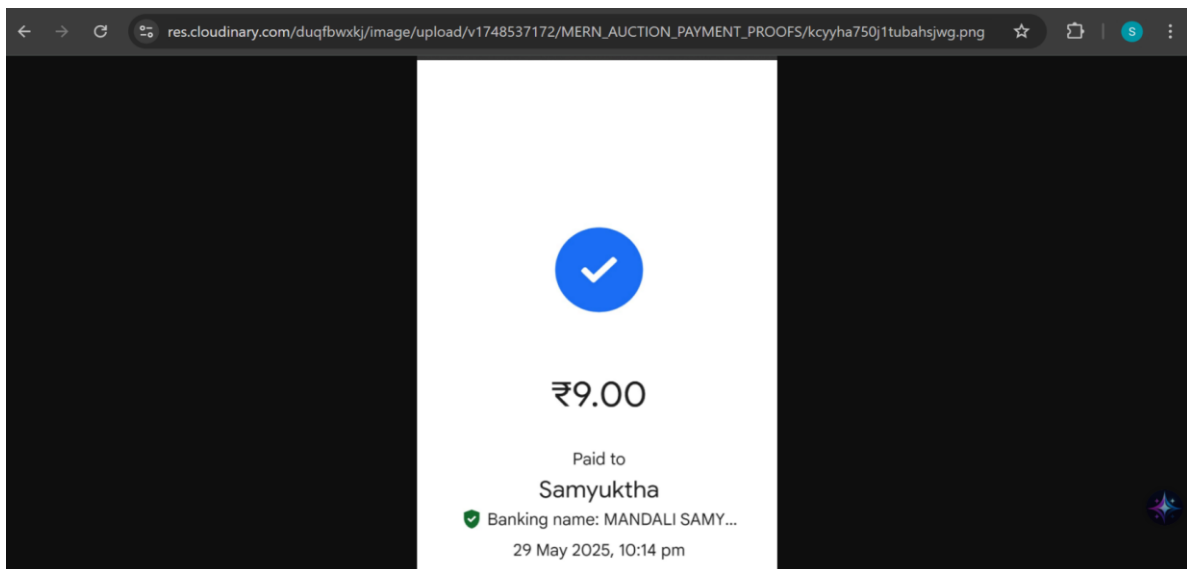 res.cloudinary.com/duqfbwxkj/image/upload/v1748537172/MERN_AUCTION_PAYMENT_PROOFS/kcyyha750j1tubahsjwg.png
S
₹9.00
Paid to
Samyuktha
Banking name: MANDALI SAMY...
29 May 2025, 10:14 pm